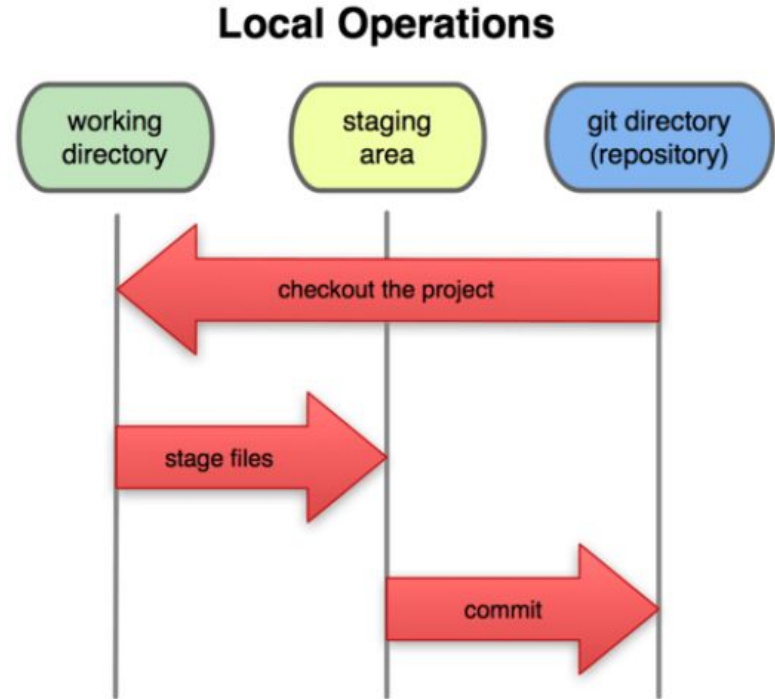 Local Operations
working
directory
staging
area
git directory
(repository)
checkout the project
stage files
commit